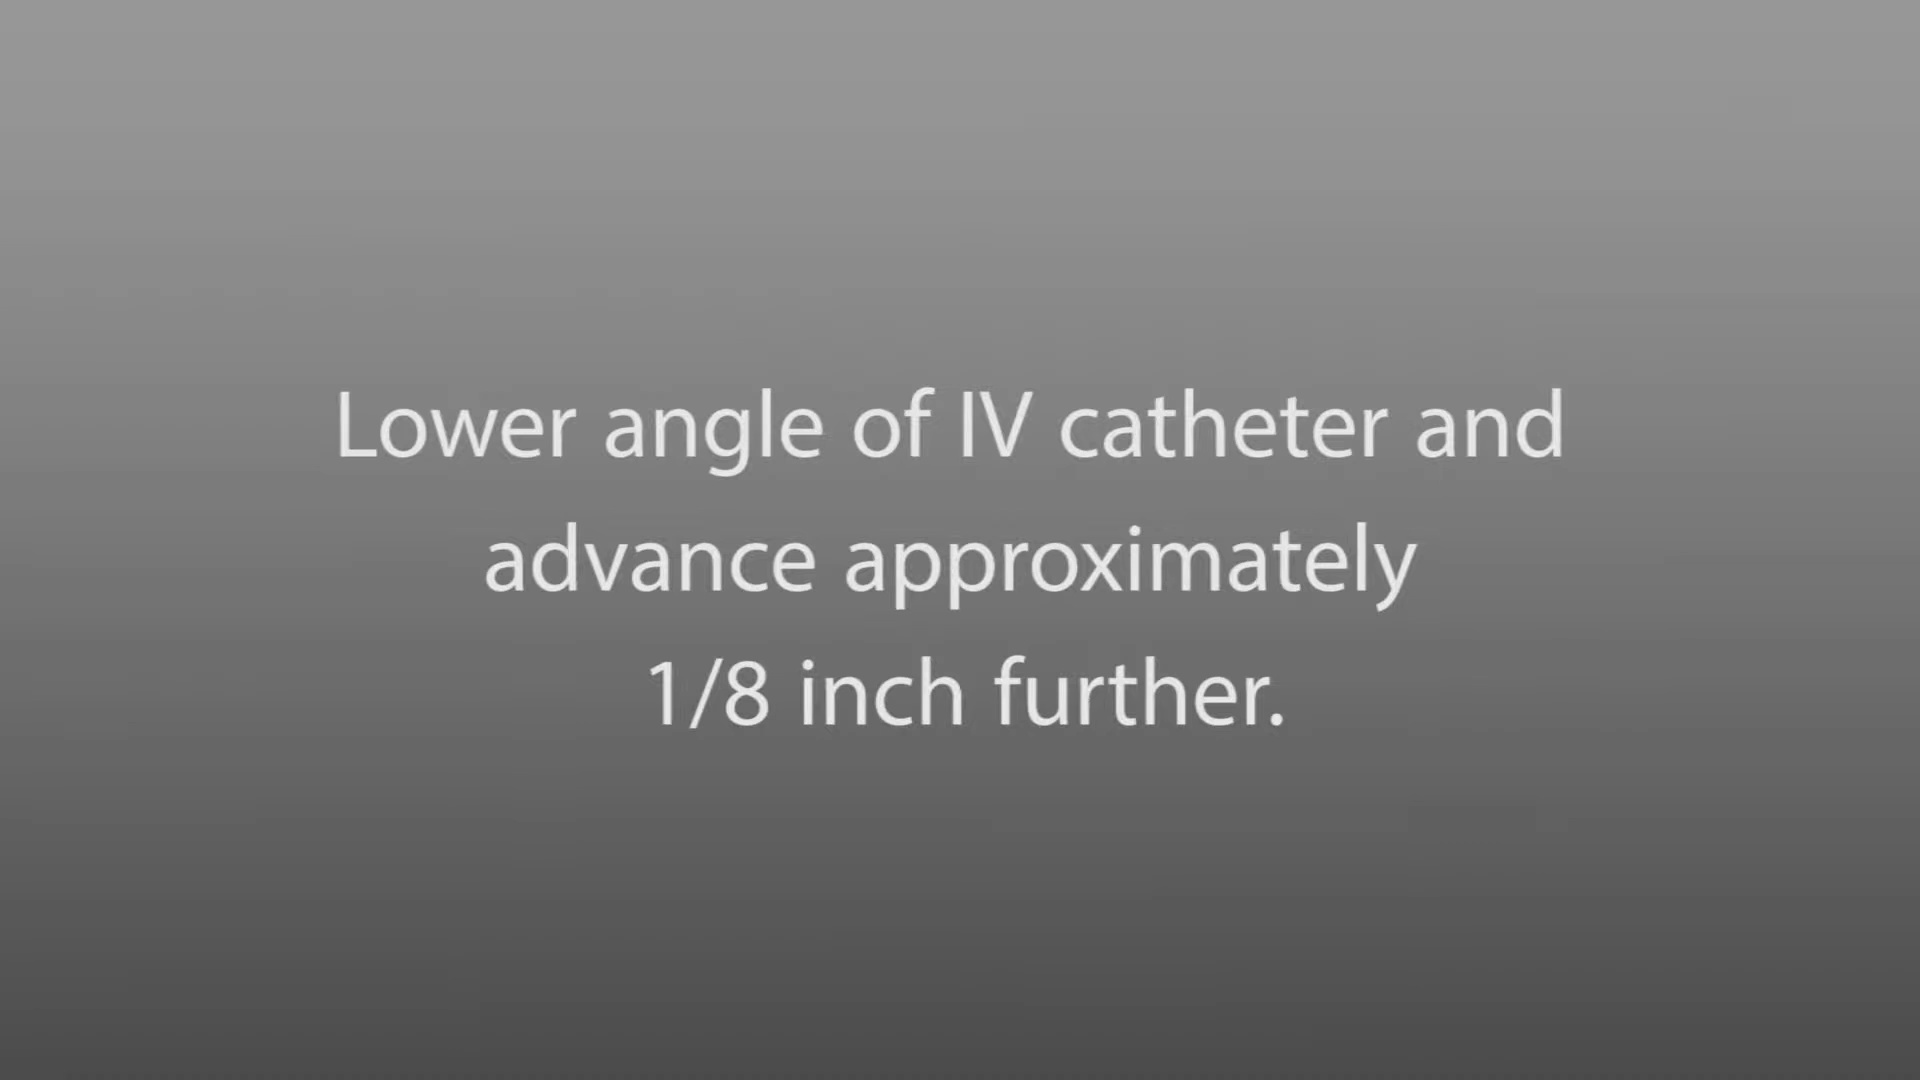 Lower angle of IV catheter and
advance approximately
1/8 inch further.